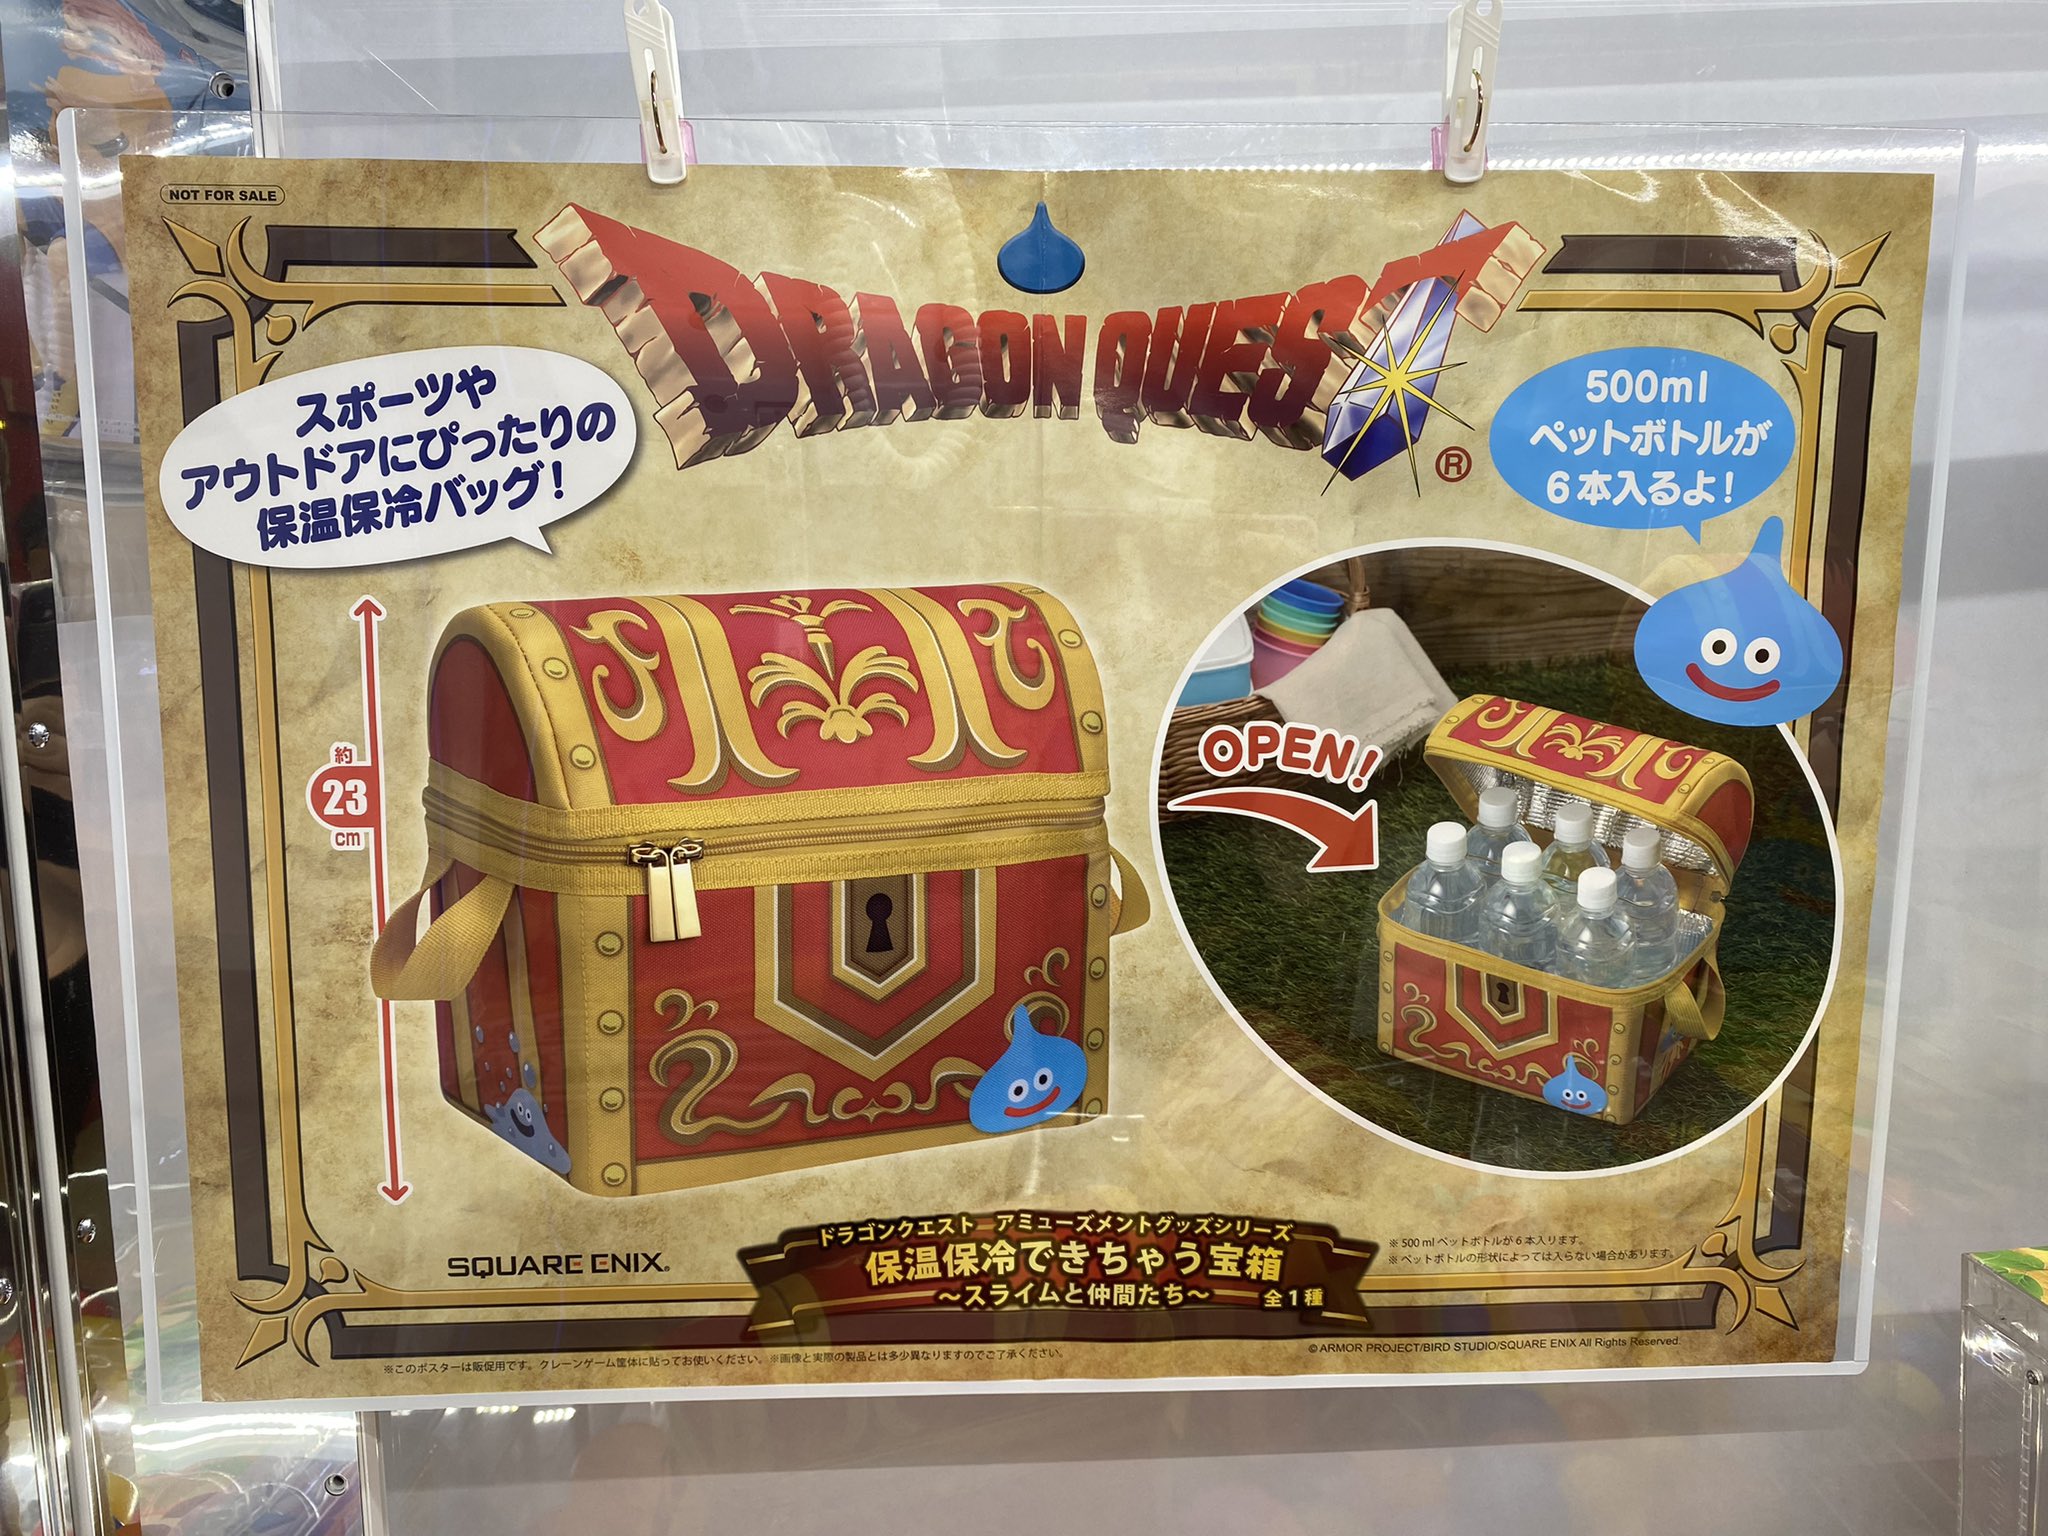 NOT FOR SALE
DRAGON QUEST
®
スポーツや
アウトドアにぴったりの
保温保冷バッグ!
500ml
ペットボトルが
6本入るよ!
約
23
cm
OPEN!
SQUARE ENIX®
ドラゴンクエスト アミューズメントグッズシリーズ
保温保冷できちゃう宝箱
～スライムと仲間たち～ 全1種
※500mlペットボトルが6本入ります。
※ペットボトルの形状によっては入らない場合があります。
※このポスターは販促用です。クレーンゲーム筐体に貼ってお使いください。※画像と実際の製品とは多少異なりますのでご了承ください。
© ARMOR PROJECT/BIRD STUDIO/SQUARE ENIX All Rights Reserved.